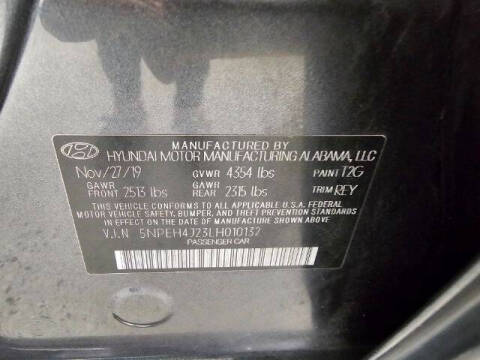 MANUFACTURED BY
HYUNDAI MOTOR MANUFACTURING ALABAMA, LLC
Nov/27/19 GVWR 4354 lbs PAINT T2G
GAWR FRONT 2513 lbs GAWR REAR 2315 lbs TRIM REY
THIS VEHICLE CONFORMS TO ALL APPLICABLE U.S.A. FEDERAL
MOTOR VEHICLE SAFETY, BUMPER, AND THEFT PREVENTION STANDARDS
IN EFFECT ON THE DATE OF MANUFACTURE SHOWN ABOVE.
V.I.N 5NPEH4J23LH010132
PASSENGER CAR